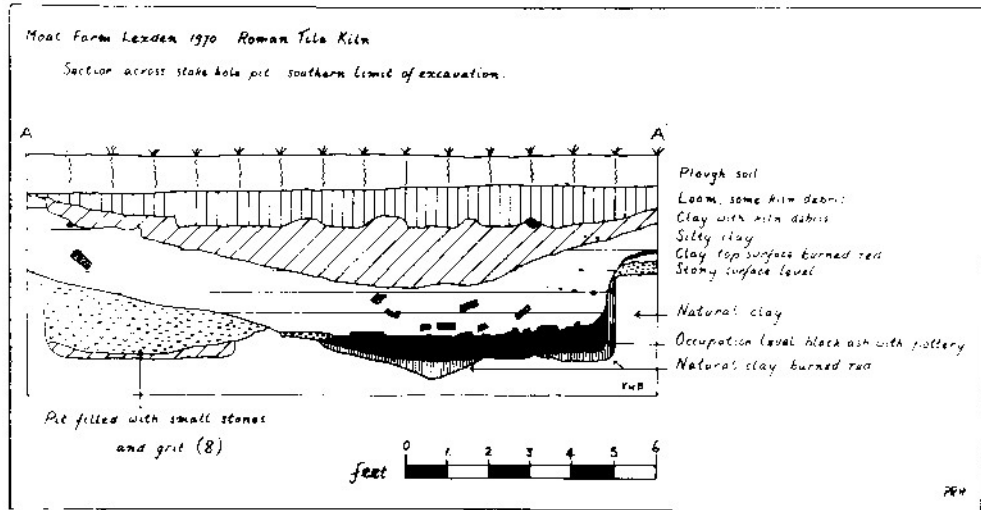 Moat Farm Lexden 1970 Roman Tile Kiln
Section across stake hole pit southern limit of excavation.
A A'
Plough soil
Loam, some kiln debris
Clay with kiln debris
Silty clay
Clay top surface burned red
Stony surface level
Natural clay
Occupation level black ash with pottery
Natural clay burned red
Pit filled with small stones
and grit (8)
0 1 2 3 4 5 6
feet